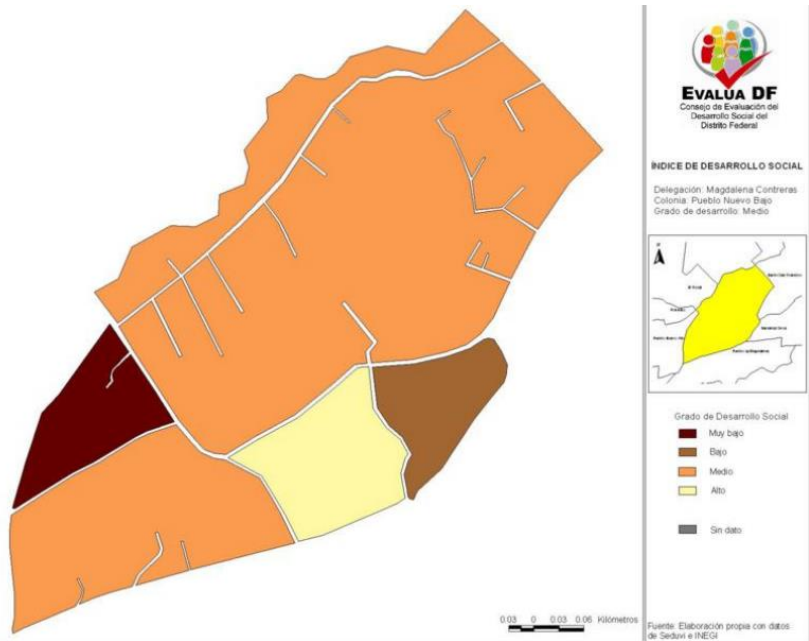 EVALUA DF
Consejo de Evaluación del
Desarrollo Social del
Distrito Federal
ÍNDICE DE DESARROLLO SOCIAL
Delegación: Magdalena Contreras
Colonia: Pueblo Nuevo Bajo
Grado de desarrollo: Medio
Grado de Desarrollo Social
Muy bajo
Bajo
Medio
Alto
Sin dato
0.03 0 0.03 0.06 Kilómetros
Fuente: Elaboración propia con datos
de Seduvi e INEGI